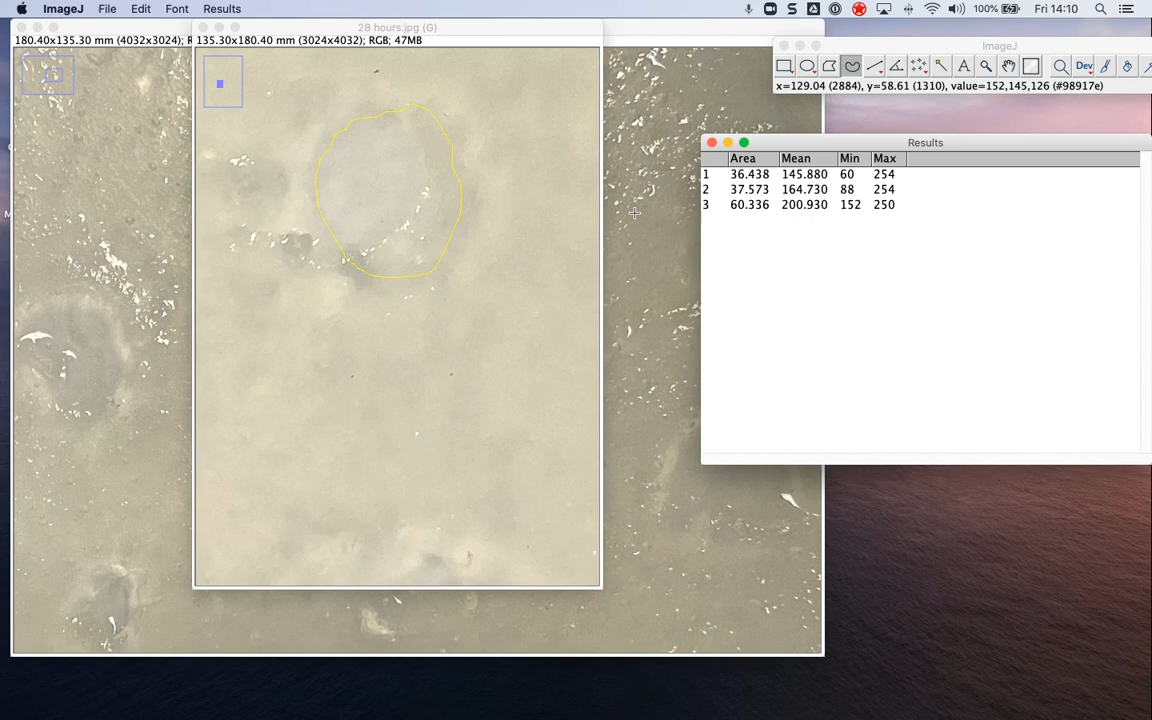 ImageJ File Edit Font Results 100% Fri 14:10
28 hours.jpg (G)
180.40x135.30 mm (4032x3024); R
135.30x180.40 mm (3024x4032); RGB; 47MB
ImageJ
Dev
x=129.04 (2884), y=58.61 (1310), value=152,145,126 (#98917e)
Results
Area Mean Min Max
1 36.438 145.880 60 254
2 37.573 164.730 88 254
3 60.336 200.930 152 250